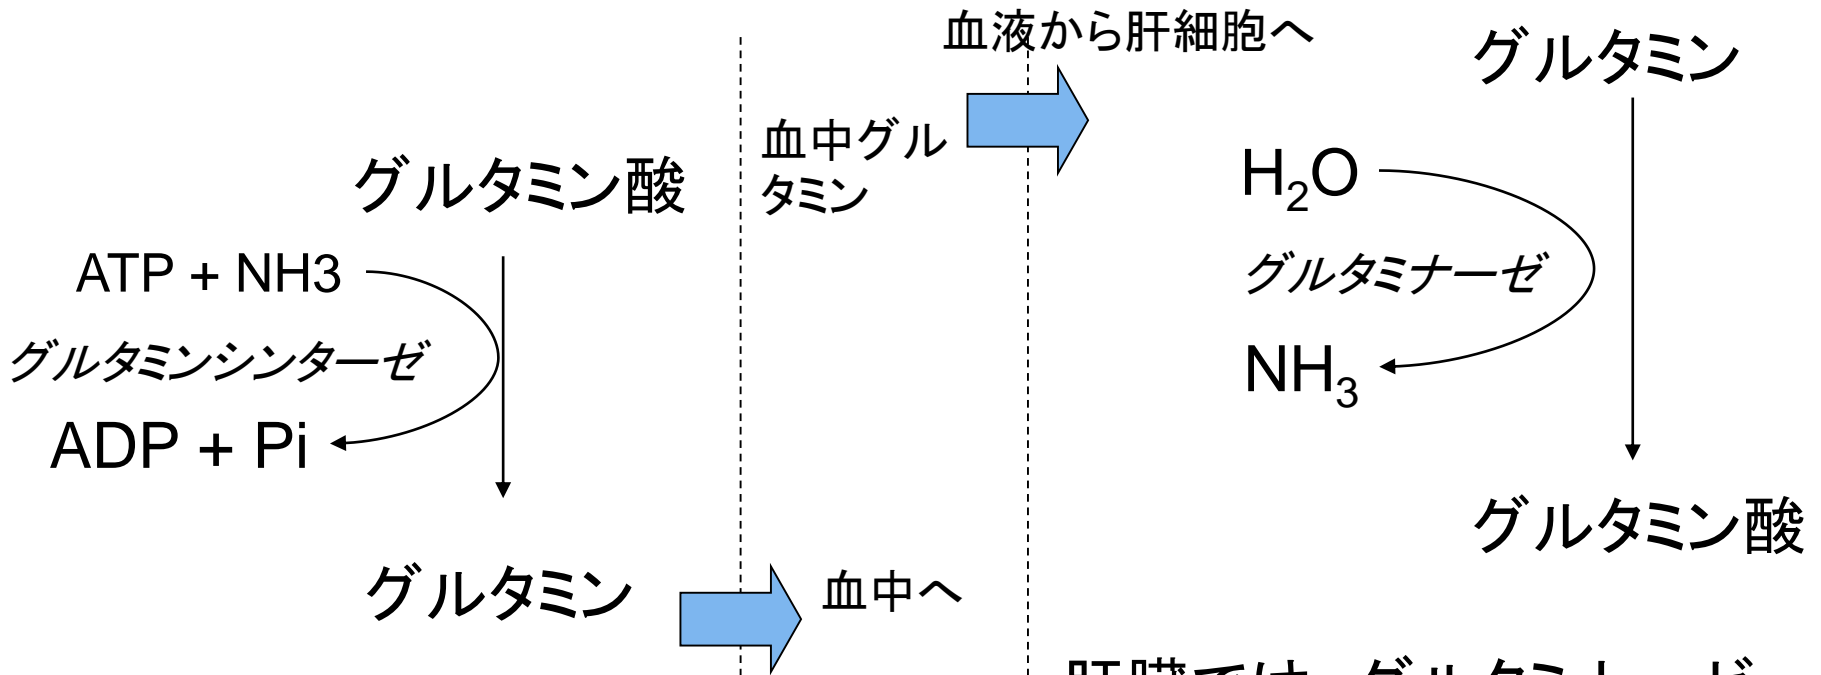 グルタミン酸
ATP + NH3
グルタミンシンターゼ
ADP + Pi
グルタミン
血中グル
タミン
血中へ
血液から肝細胞へ
グルタミン
H2O
グルタミナーゼ
NH3
グルタミン酸